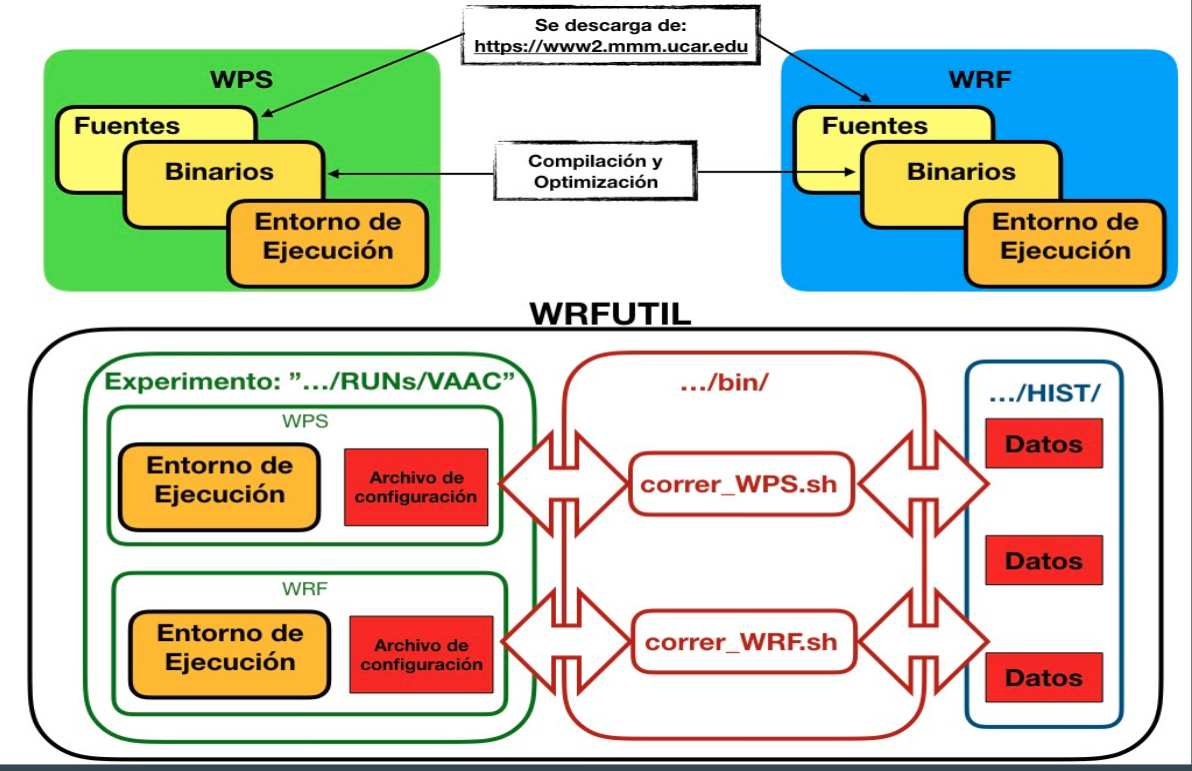 Se descarga de:
https://www2.mmm.ucar.edu
WPS
Fuentes
Binarios
Entorno de
Ejecución
Compilación y
Optimización
WRF
Fuentes
Binarios
Entorno de
Ejecución
WRFUTIL
Experimento: ”.../RUNs/VAAC”
WPS
Entorno de
Ejecución
Archivo de
configuración
WRF
Entorno de
Ejecución
Archivo de
configuración
.../bin/
correr_WPS.sh
correr_WRF.sh
.../HIST/
Datos
Datos
Datos